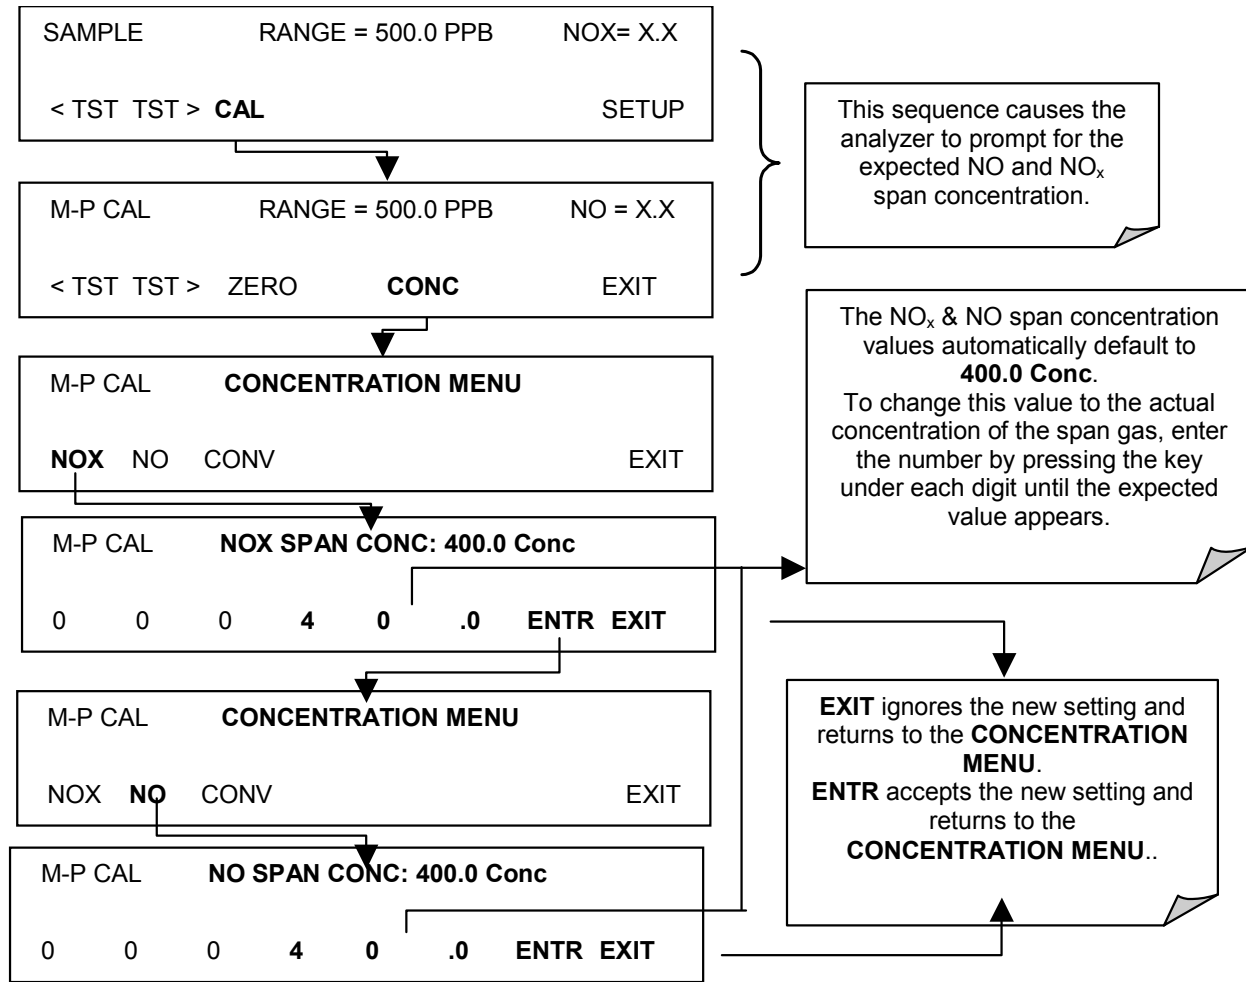 SAMPLE RANGE = 500.0 PPB NOX= X.X
< TST TST > CAL SETUP
This sequence causes the
analyzer to prompt for the
expected NO and NOx
span concentration.
M-P CAL RANGE = 500.0 PPB NO = X.X
< TST TST > ZERO CONC EXIT
The NOx & NO span concentration
values automatically default to
400.0 Conc.
To change this value to the actual
concentration of the span gas, enter
the number by pressing the key
under each digit until the expected
value appears.
M-P CAL CONCENTRATION MENU
NOX NO CONV EXIT
M-P CAL NOX SPAN CONC: 400.0 Conc
0 0 0 4 0 .0 ENTR EXIT
M-P CAL CONCENTRATION MENU
NOX NO CONV EXIT
EXIT ignores the new setting and
returns to the CONCENTRATION
MENU.
ENTR accepts the new setting and
returns to the
CONCENTRATION MENU..
M-P CAL NO SPAN CONC: 400.0 Conc
0 0 0 4 0 .0 ENTR EXIT